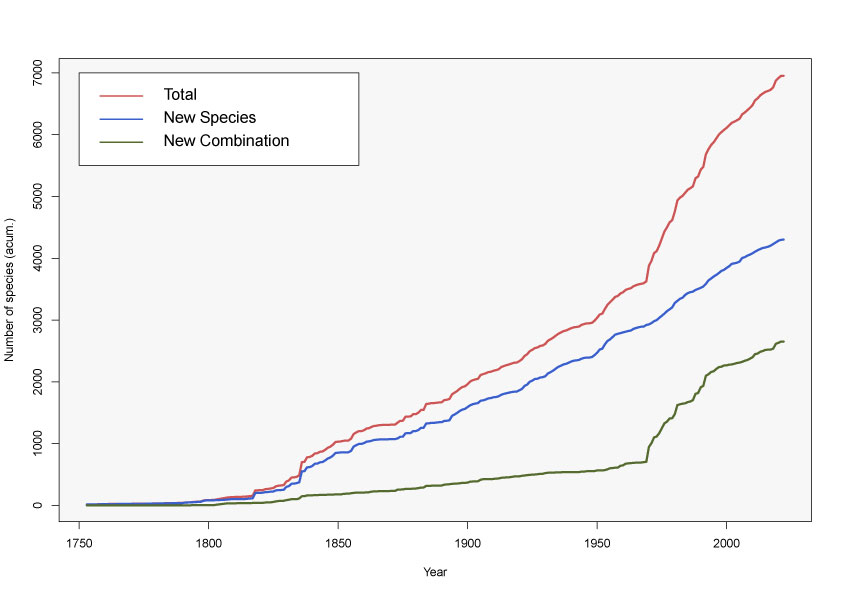 Total
New Species
New Combination
7000
6000
5000
4000
3000
2000
1000
0
Number of species (acum.)
1750 1800 1850 1900 1950 2000
Year